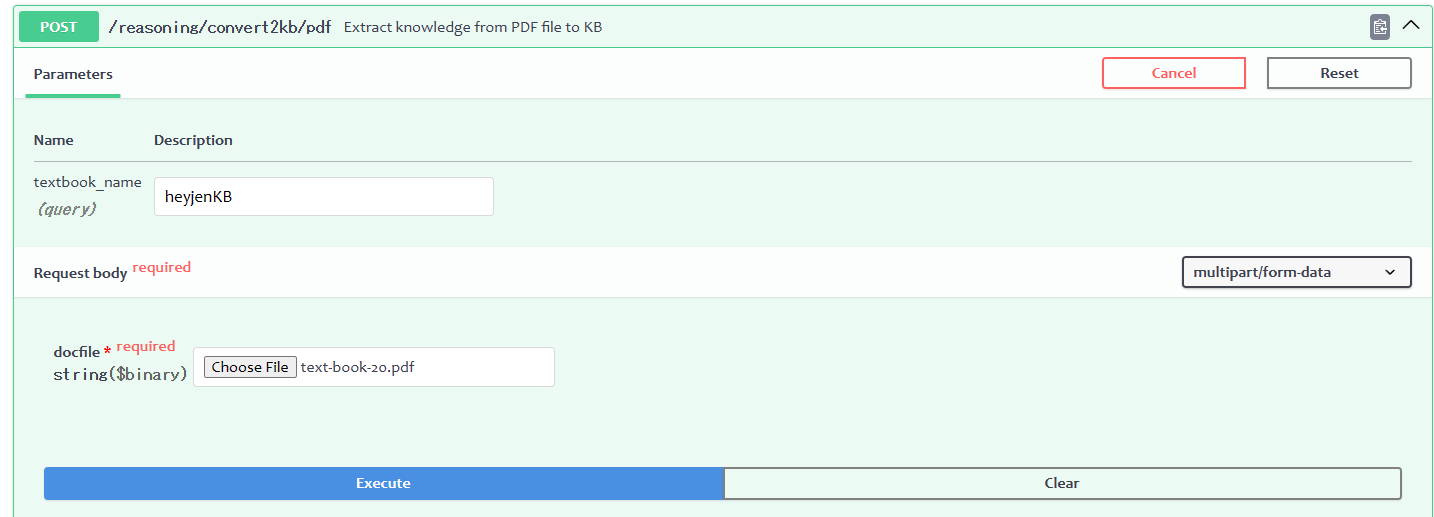 POST /reasoning/convert2kb/pdf Extract knowledge from PDF file to KB
Parameters
Cancel
Reset
Name Description
textbook_name
(query)
heyjenKB
Request body required
multipart/form-data
docfile * required
string($binary)
Choose File text-book-20.pdf
Execute
Clear